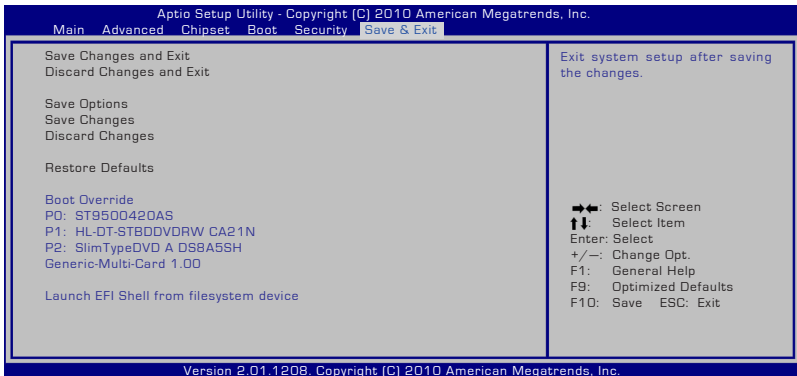 Aptio Setup Utility - Copyright (C) 2010 American Megatrends, Inc.
Main Advanced Chipset Boot Security Save & Exit
Save Changes and Exit
Discard Changes and Exit
Save Options
Save Changes
Discard Changes
Restore Defaults
Boot Override
P0: ST9500420AS
P1: HL-DT-STBDDVDRW CA21N
P2: SlimTypeDVD A DS8A5SH
Generic-Multi-Card 1.00
Launch EFI Shell from filesystem device
Exit system setup after saving
the changes.
→←: Select Screen
↑↓: Select Item
Enter: Select
+/—: Change Opt.
F1: General Help
F9: Optimized Defaults
F10: Save ESC: Exit
Version 2.01.1208. Copyright (C) 2010 American Megatrends, Inc.